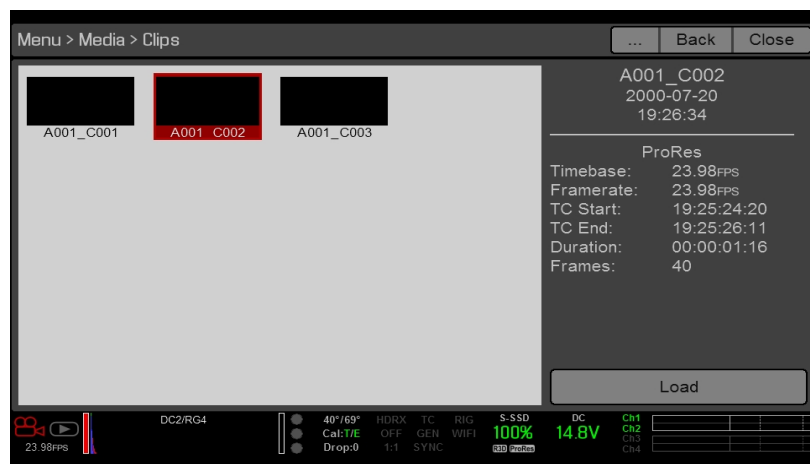 Menu > Media > Clips
... Back Close
A001_C001 A001_C002 A001_C003
A001_C002
2000-07-20
19:26:34
ProRes
Timebase: 23.98FPS
Framerate: 23.98FPS
TC Start: 19:25:24:20
TC End: 19:25:26:11
Duration: 00:00:01:16
Frames: 40
Load
23.98FPS
DC2/RG4
40°/69° HDRX TC RIG
Cal:T/E OFF GEN WIFI
Drop:0 1:1 SYNC
S-SSD
100%
R3D ProRes
DC
14.8V
Ch1
Ch2
Ch3
Ch4